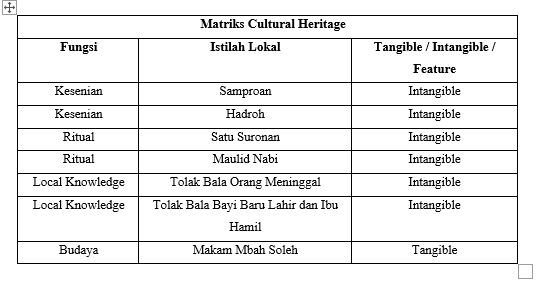 Matriks Cultural Heritage
Fungsi Istilah Lokal Tangible / Intangible /
Feature
Kesenian Samproan Intangible
Kesenian Hadroh Intangible
Ritual Satu Suronan Intangible
Ritual Maulid Nabi Intangible
Local Knowledge Tolak Bala Orang Meninggal Intangible
Local Knowledge Tolak Bala Bayi Baru Lahir dan Ibu Intangible
Hamil
Budaya Makam Mbah Soleh Tangible